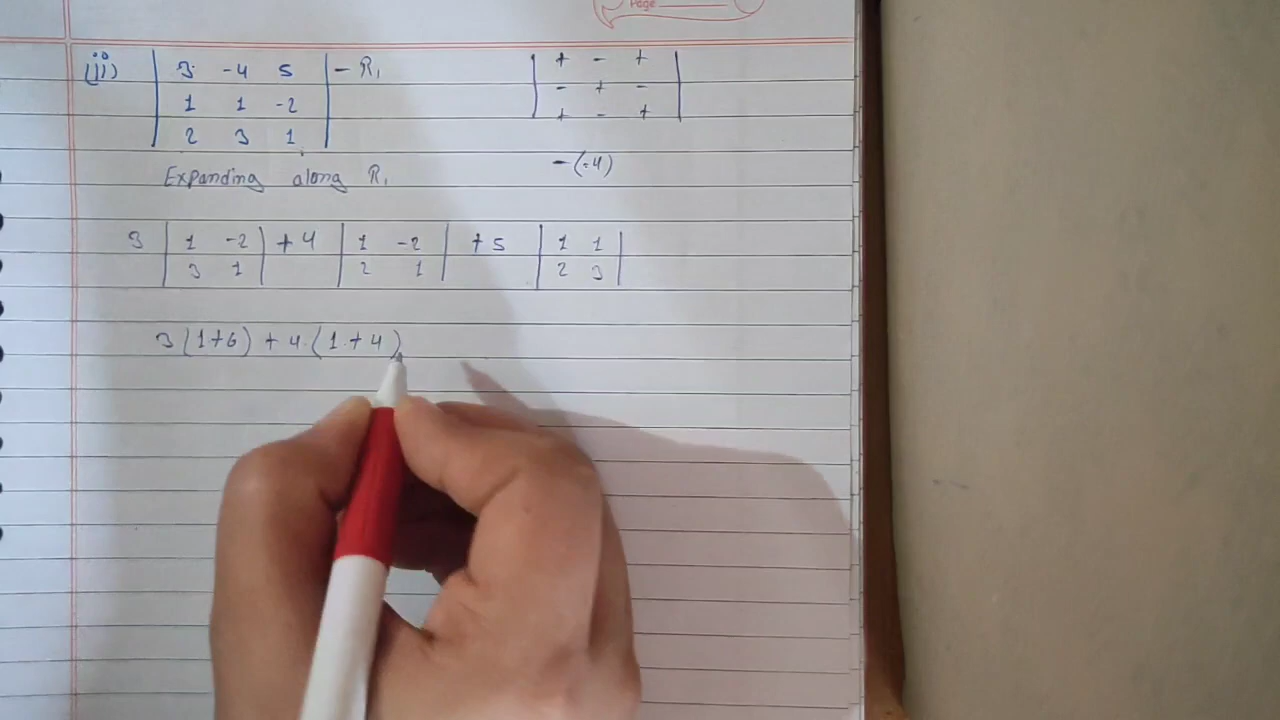 Page
(ii) | 3 -4 5 | - R₁
| 1 1 -2 |
| 2 3 1 |
| + - + |
| - + - |
| + - + |
-(-4)
Expanding along R₁
3 | 1 -2 | + 4 | 1 -2 | + 5 | 1 1 |
| 3 1 | | 2 1 | | 2 3 |
3(1+6) + 4.(1+4)